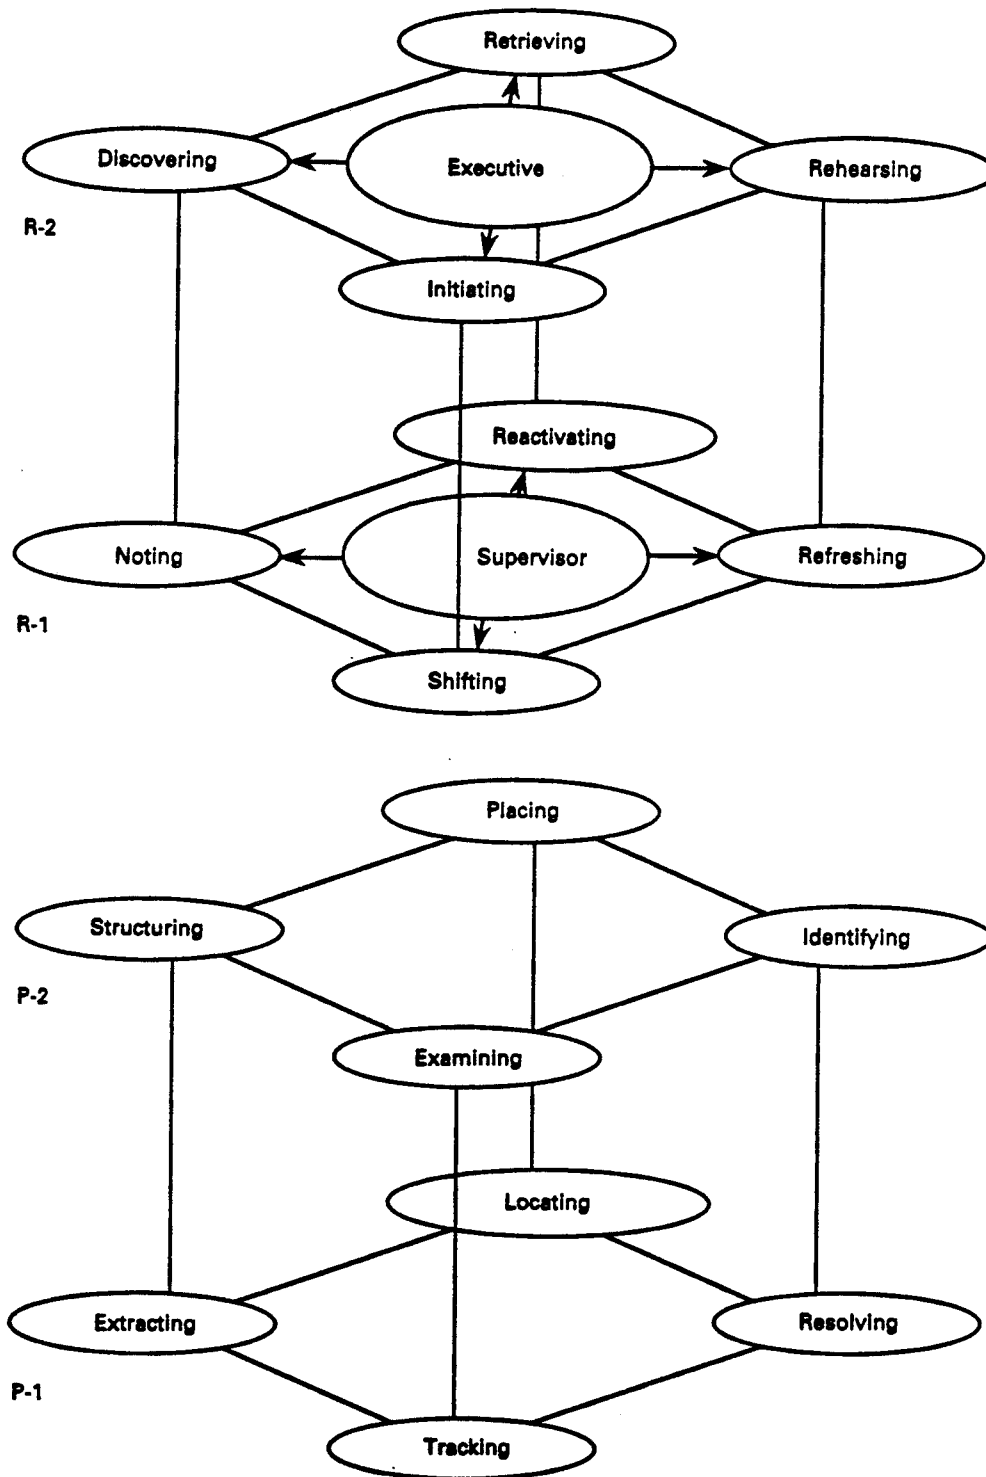 Retrieving
Discovering
Executive
Rehearsing
R-2
Initiating
Reactivating
Noting
Supervisor
Refreshing
R-1
Shifting
Placing
Structuring
Identifying
P-2
Examining
Locating
Extracting
Resolving
P-1
Tracking